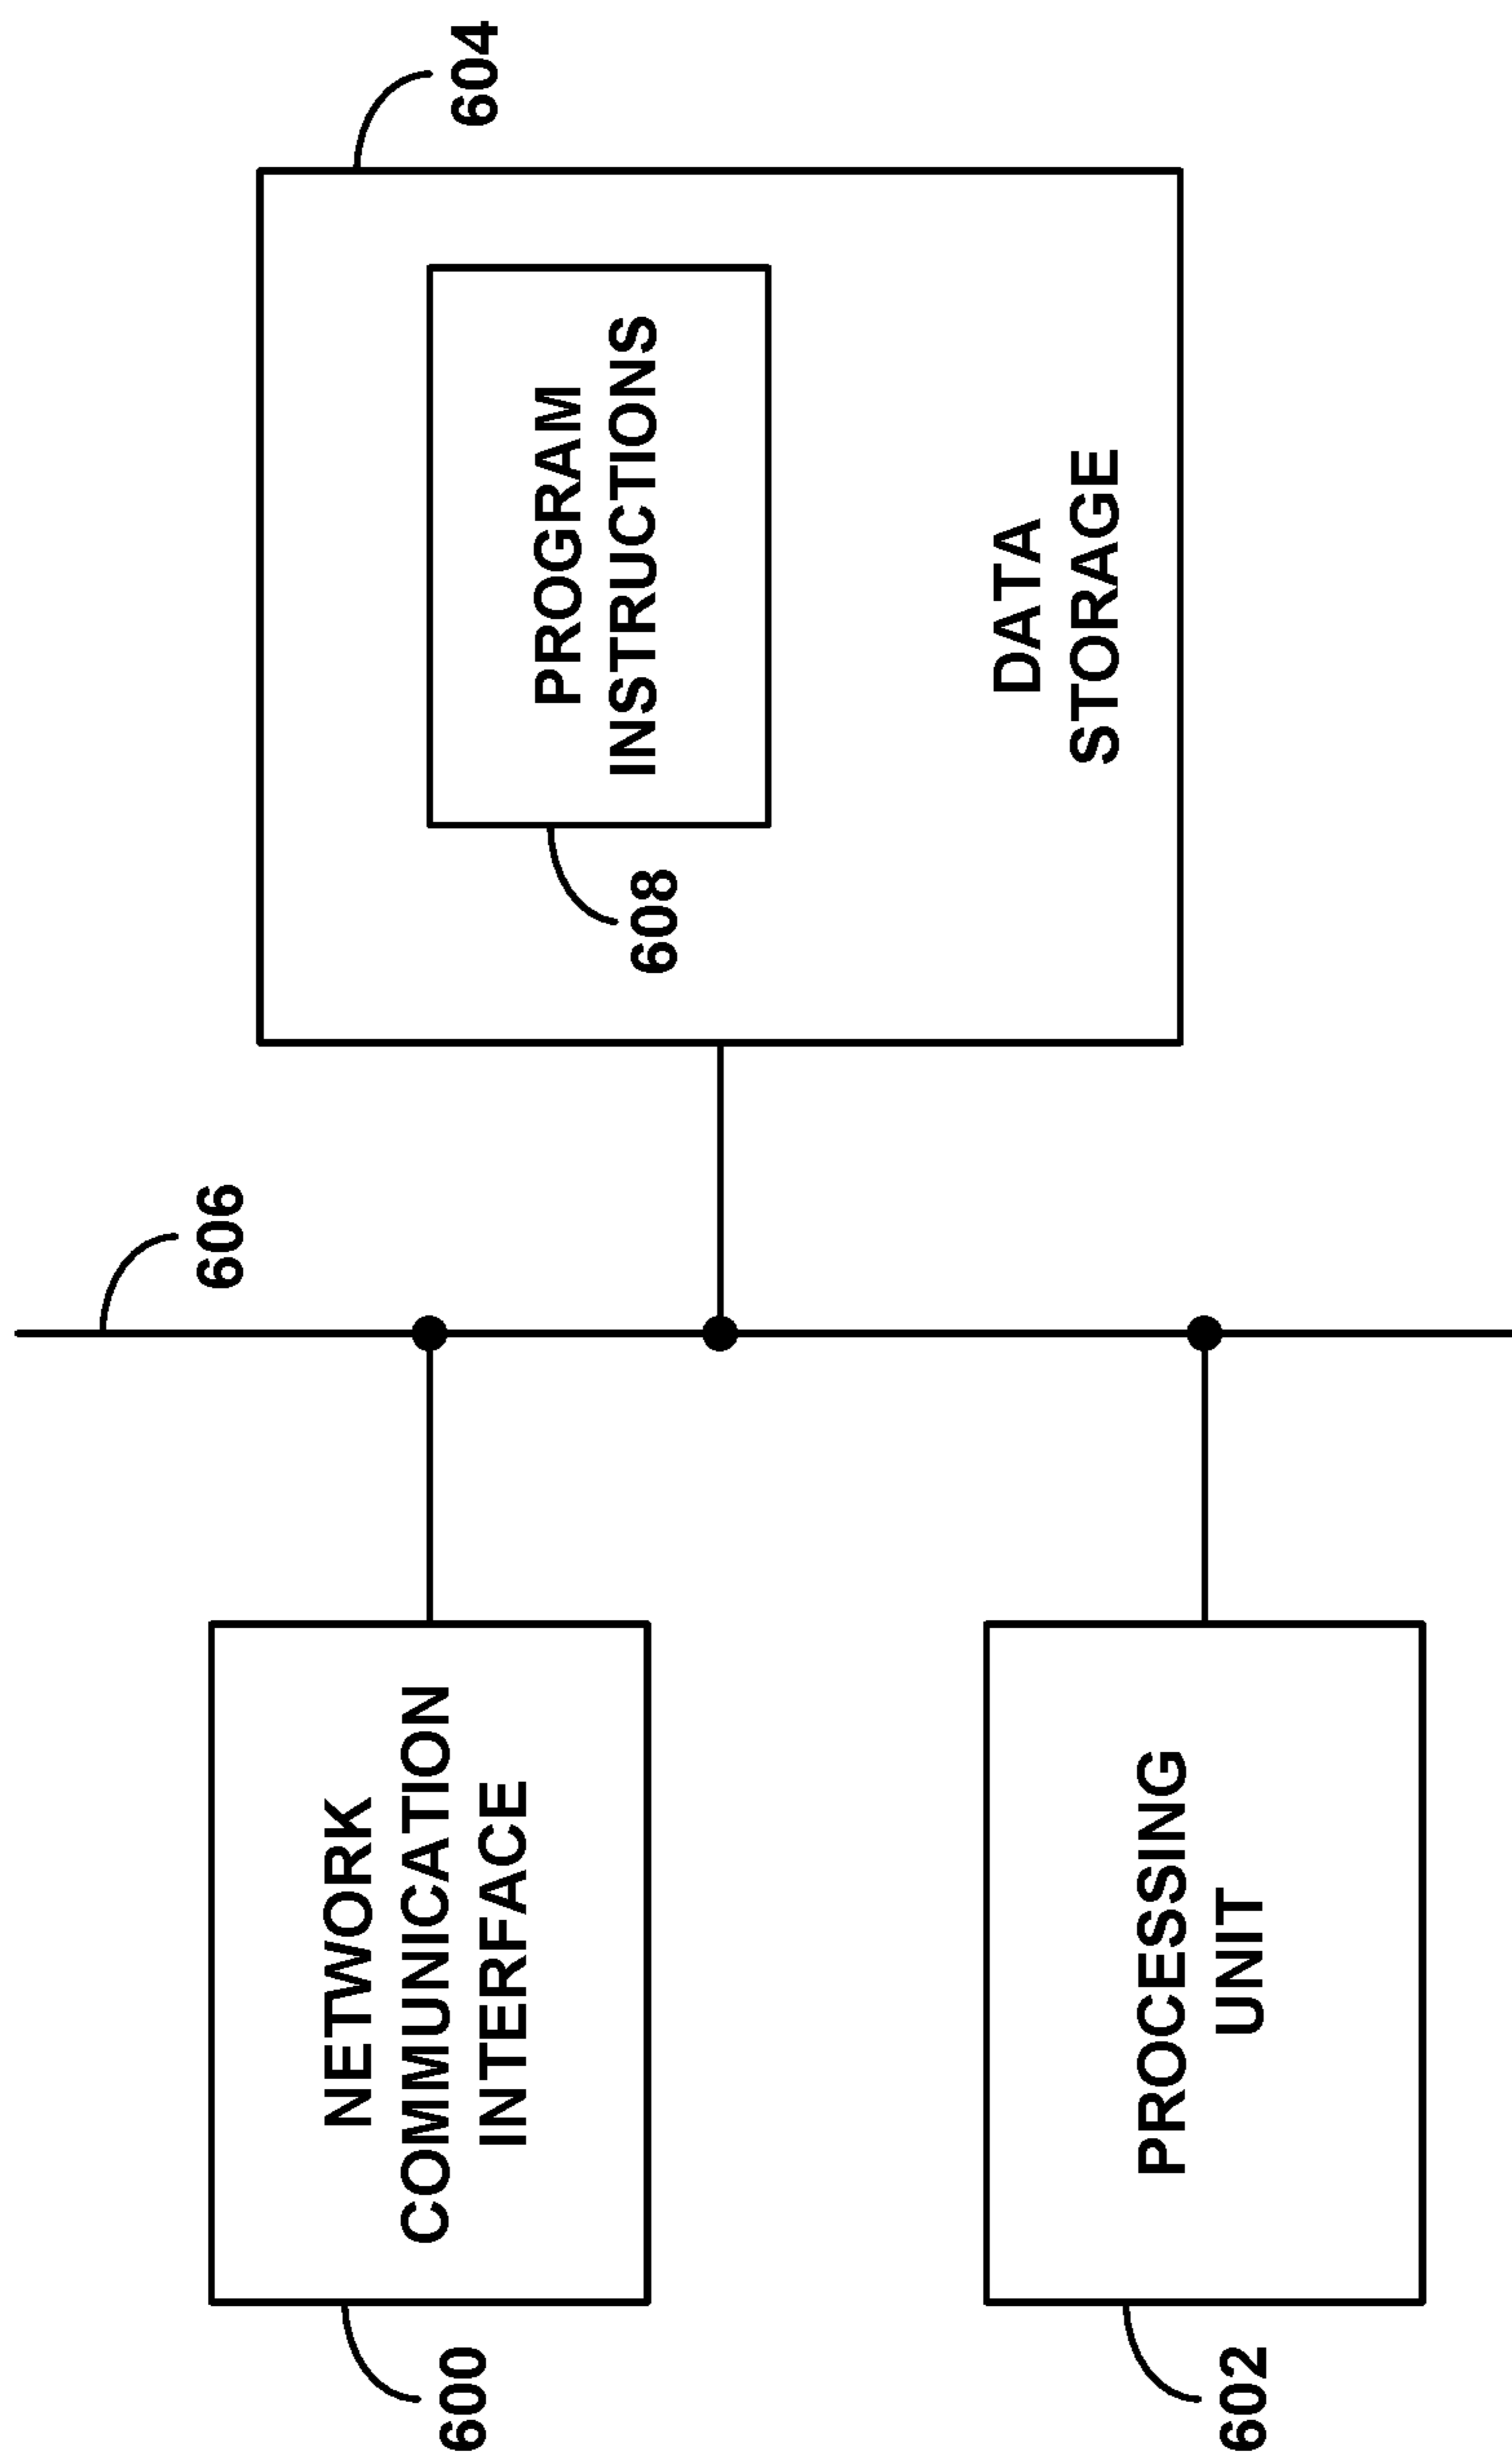 606
600
NETWORK
COMMUNICATION
INTERFACE
604
PROGRAM
INSTRUCTIONS
608
DATA
STORAGE
602
PROCESSING
UNIT